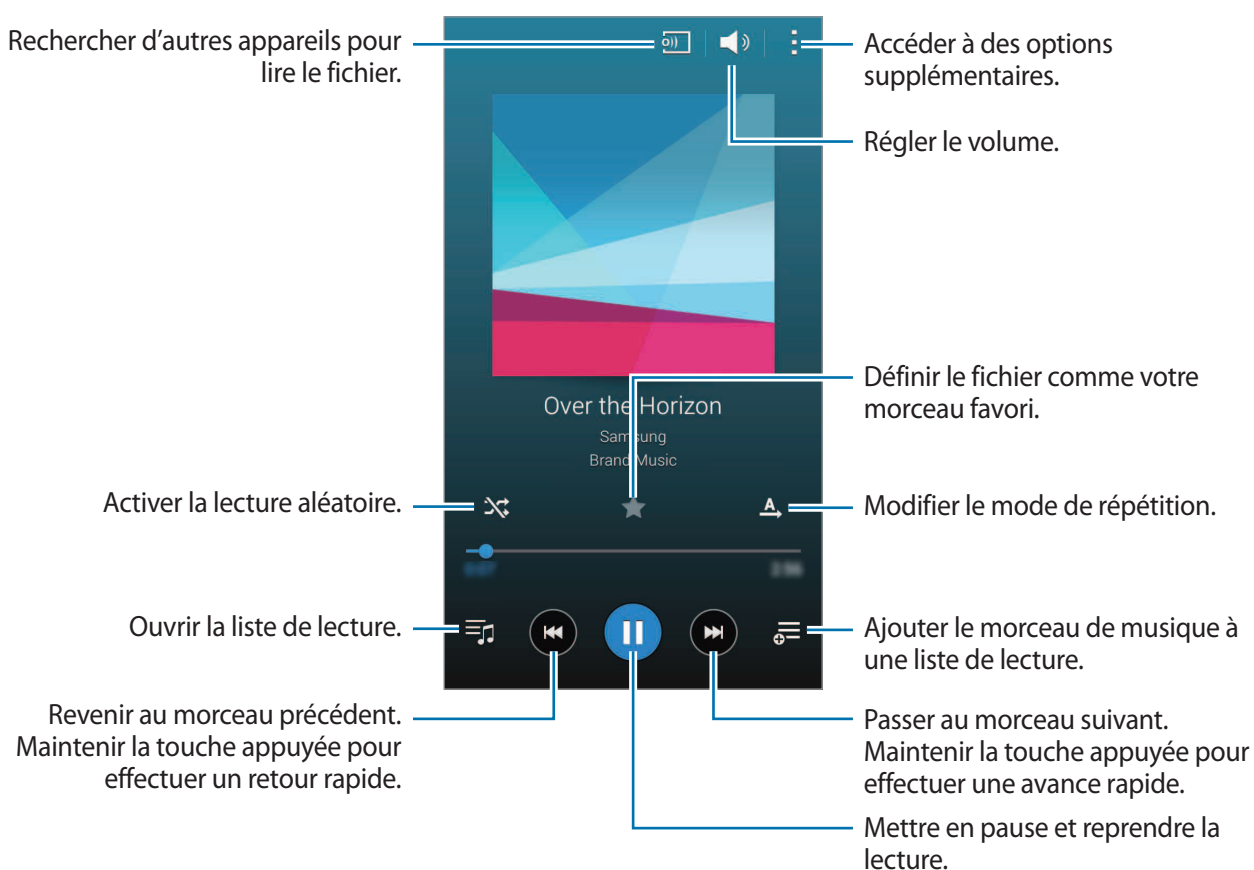 Rechercher d'autres appareils pour
lire le fichier.
Accéder à des options
supplémentaires.
Régler le volume.
Définir le fichier comme votre
morceau favori.
Over the Horizon
Samsung
Brand Music
Activer la lecture aléatoire.
A
Modifier le mode de répétition.
0:07
3:56
Ouvrir la liste de lecture.
Ajouter le morceau de musique à
une liste de lecture.
Revenir au morceau précédent.
Maintenir la touche appuyée pour
effectuer un retour rapide.
Passer au morceau suivant.
Maintenir la touche appuyée pour
effectuer une avance rapide.
Mettre en pause et reprendre la
lecture.